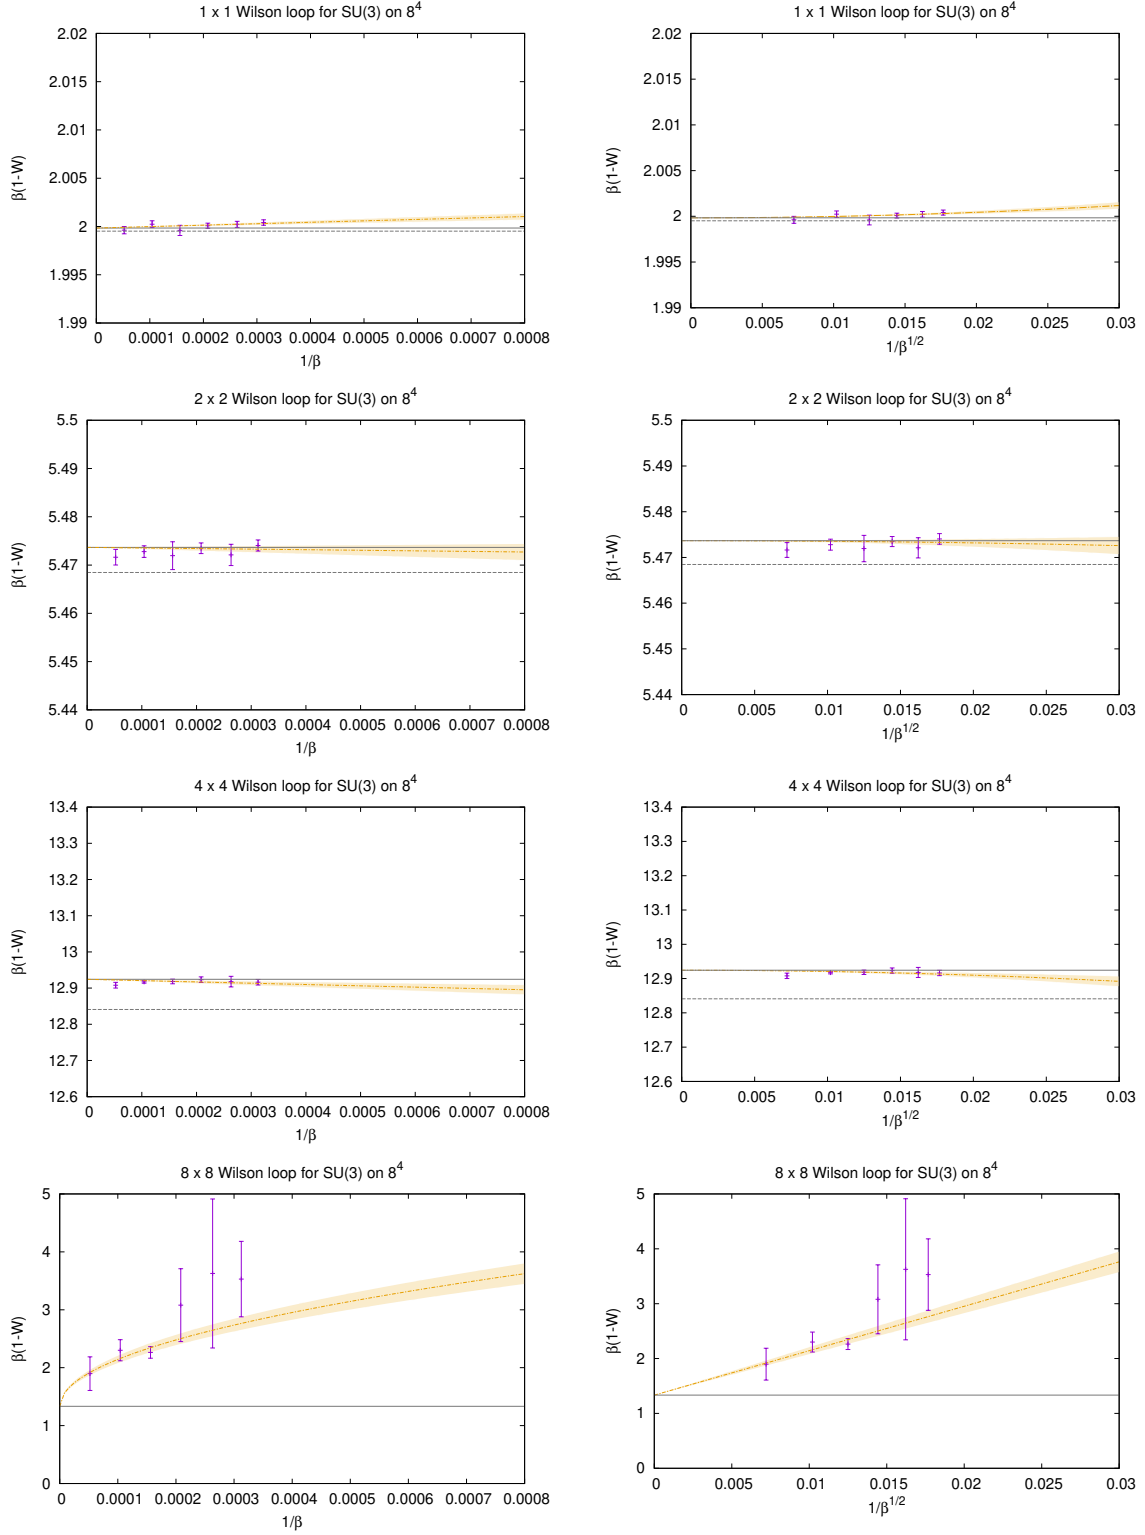 1 x 1 Wilson loop for SU(3) on 8^4
2.02
2.015
2.01
2.005
2
1.995
1.99
β(1-W)
0 0.0001 0.0002 0.0003 0.0004 0.0005 0.0006 0.0007 0.0008
1/β
1 x 1 Wilson loop for SU(3) on 8^4
2.02
2.015
2.01
2.005
2
1.995
1.99
β(1-W)
0 0.005 0.01 0.015 0.02 0.025 0.03
1/β^1/2
2 x 2 Wilson loop for SU(3) on 8^4
5.5
5.49
5.48
5.47
5.46
5.45
5.44
β(1-W)
0 0.0001 0.0002 0.0003 0.0004 0.0005 0.0006 0.0007 0.0008
1/β
2 x 2 Wilson loop for SU(3) on 8^4
5.5
5.49
5.48
5.47
5.46
5.45
5.44
β(1-W)
0 0.005 0.01 0.015 0.02 0.025 0.03
1/β^1/2
4 x 4 Wilson loop for SU(3) on 8^4
13.4
13.3
13.2
13.1
13
12.9
12.8
12.7
12.6
β(1-W)
0 0.0001 0.0002 0.0003 0.0004 0.0005 0.0006 0.0007 0.0008
1/β
4 x 4 Wilson loop for SU(3) on 8^4
13.4
13.3
13.2
13.1
13
12.9
12.8
12.7
12.6
β(1-W)
0 0.005 0.01 0.015 0.02 0.025 0.03
1/β^1/2
8 x 8 Wilson loop for SU(3) on 8^4
5
4
3
2
1
0
β(1-W)
0 0.0001 0.0002 0.0003 0.0004 0.0005 0.0006 0.0007 0.0008
1/β
8 x 8 Wilson loop for SU(3) on 8^4
5
4
3
2
1
0
β(1-W)
0 0.005 0.01 0.015 0.02 0.025 0.03
1/β^1/2